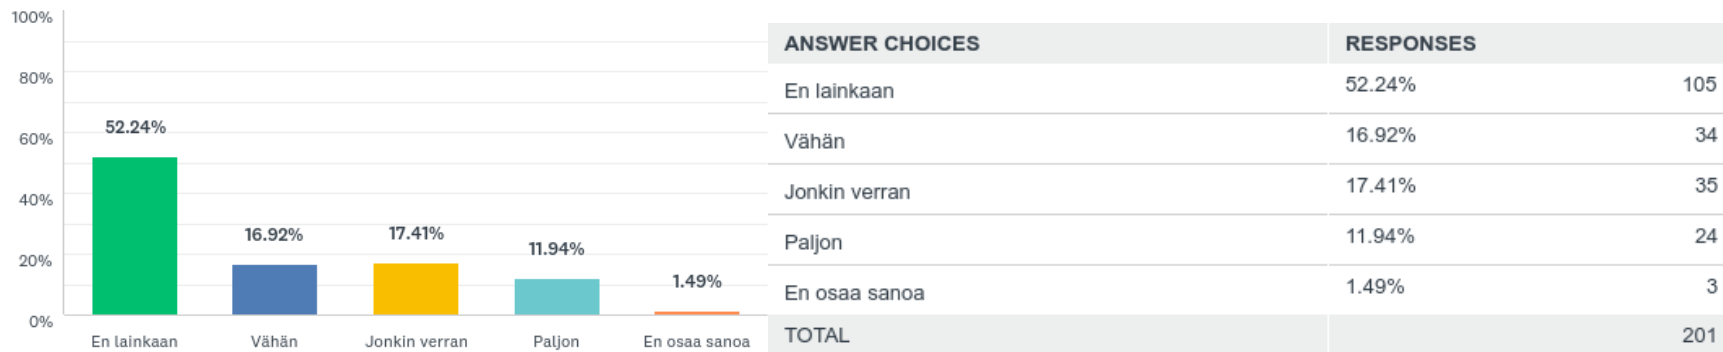 100%
80%
60%
40%
20%
0%
52.24%
16.92%
17.41%
11.94%
1.49%
En lainkaan Vähän Jonkin verran Paljon En osaa sanoa
ANSWER CHOICES RESPONSES
En lainkaan 52.24% 105
Vähän 16.92% 34
Jonkin verran 17.41% 35
Paljon 11.94% 24
En osaa sanoa 1.49% 3
TOTAL 201